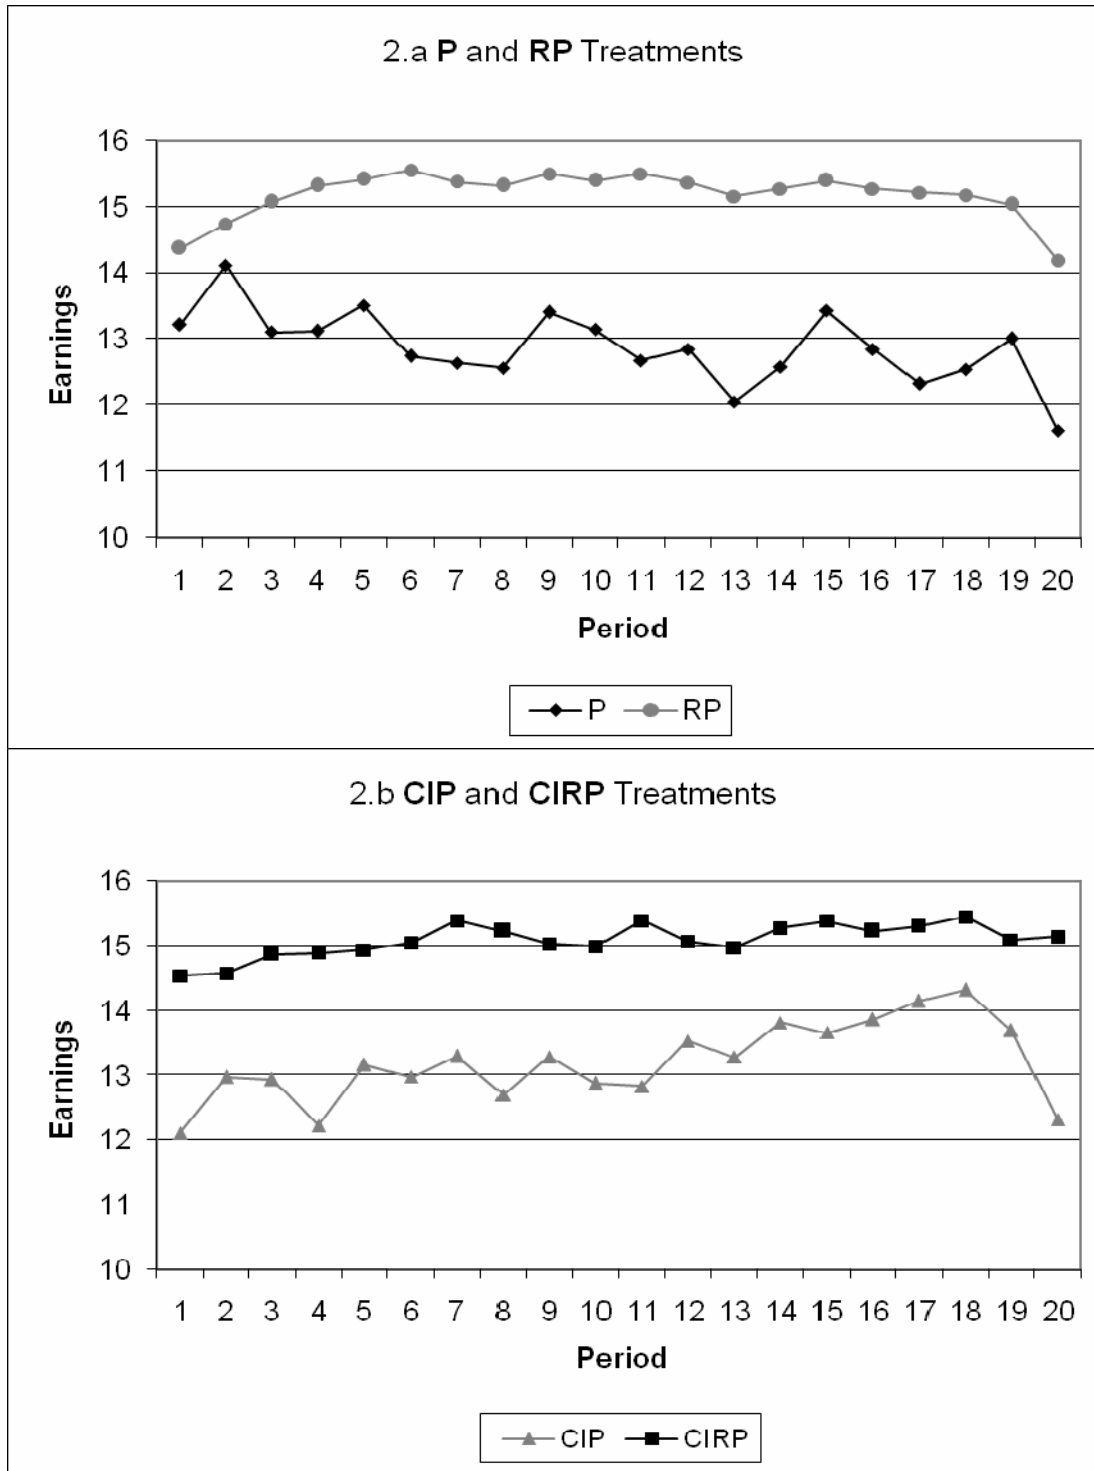 2.a P and RP Treatments
16
15
14
13
12
11
10
Earnings
1 2 3 4 5 6 7 8 9 10 11 12 13 14 15 16 17 18 19 20
Period
P RP
2.b CIP and CIRP Treatments
16
15
14
13
12
11
10
Earnings
1 2 3 4 5 6 7 8 9 10 11 12 13 14 15 16 17 18 19 20
Period
CIP CIRP